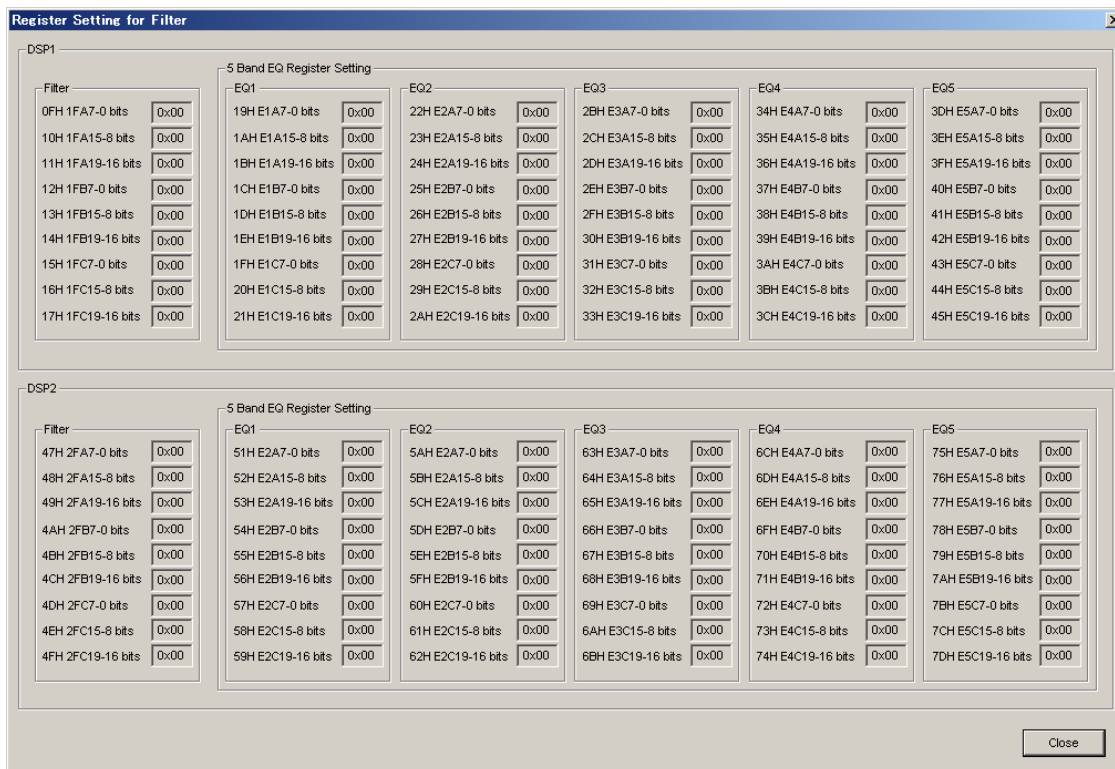 Register Setting for Filter
DSP1
5 Band EQ Register Setting
Filter EQ1 EQ2 EQ3 EQ4 EQ5
0FH 1FA7-0 bits 0x00 19H E1A7-0 bits 0x00 22H E2A7-0 bits 0x00 2BH E3A7-0 bits 0x00 34H E4A7-0 bits 0x00 3DH E5A7-0 bits 0x00
10H 1FA15-8 bits 0x00 1AH E1A15-8 bits 0x00 23H E2A15-8 bits 0x00 2CH E3A15-8 bits 0x00 35H E4A15-8 bits 0x00 3EH E5A15-8 bits 0x00
11H 1FA19-16 bits 0x00 1BH E1A19-16 bits 0x00 24H E2A19-16 bits 0x00 2DH E3A19-16 bits 0x00 36H E4A19-16 bits 0x00 3FH E5A19-16 bits 0x00
12H 1FB7-0 bits 0x00 1CH E1B7-0 bits 0x00 25H E2B7-0 bits 0x00 2EH E3B7-0 bits 0x00 37H E4B7-0 bits 0x00 40H E5B7-0 bits 0x00
13H 1FB15-8 bits 0x00 1DH E1B15-8 bits 0x00 26H E2B15-8 bits 0x00 2FH E3B15-8 bits 0x00 38H E4B15-8 bits 0x00 41H E5B15-8 bits 0x00
14H 1FB19-16 bits 0x00 1EH E1B19-16 bits 0x00 27H E2B19-16 bits 0x00 30H E3B19-16 bits 0x00 39H E4B19-16 bits 0x00 42H E5B19-16 bits 0x00
15H 1FC7-0 bits 0x00 1FH E1C7-0 bits 0x00 28H E2C7-0 bits 0x00 31H E3C7-0 bits 0x00 3AH E4C7-0 bits 0x00 43H E5C7-0 bits 0x00
16H 1FC15-8 bits 0x00 20H E1C15-8 bits 0x00 29H E2C15-8 bits 0x00 32H E3C15-8 bits 0x00 3BH E4C15-8 bits 0x00 44H E5C15-8 bits 0x00
17H 1FC19-16 bits 0x00 21H E1C19-16 bits 0x00 2AH E2C19-16 bits 0x00 33H E3C19-16 bits 0x00 3CH E4C19-16 bits 0x00 45H E5C19-16 bits 0x00
DSP2
5 Band EQ Register Setting
Filter EQ1 EQ2 EQ3 EQ4 EQ5
47H 2FA7-0 bits 0x00 51H E2A7-0 bits 0x00 5AH E2A7-0 bits 0x00 63H E3A7-0 bits 0x00 6CH E4A7-0 bits 0x00 75H E5A7-0 bits 0x00
48H 2FA15-8 bits 0x00 52H E2A15-8 bits 0x00 5BH E2A15-8 bits 0x00 64H E3A15-8 bits 0x00 6DH E4A15-8 bits 0x00 76H E5A15-8 bits 0x00
49H 2FA19-16 bits 0x00 53H E2A19-16 bits 0x00 5CH E2A19-16 bits 0x00 65H E3A19-16 bits 0x00 6EH E4A19-16 bits 0x00 77H E5A19-16 bits 0x00
4AH 2FB7-0 bits 0x00 54H E2B7-0 bits 0x00 5DH E2B7-0 bits 0x00 66H E3B7-0 bits 0x00 6FH E4B7-0 bits 0x00 78H E5B7-0 bits 0x00
4BH 2FB15-8 bits 0x00 55H E2B15-8 bits 0x00 5EH E2B15-8 bits 0x00 67H E3B15-8 bits 0x00 70H E4B15-8 bits 0x00 79H E5B15-8 bits 0x00
4CH 2FB19-16 bits 0x00 56H E2B19-16 bits 0x00 5FH E2B19-16 bits 0x00 68H E3B19-16 bits 0x00 71H E4B19-16 bits 0x00 7AH E5B19-16 bits 0x00
4DH 2FC7-0 bits 0x00 57H E2C7-0 bits 0x00 60H E2C7-0 bits 0x00 69H E3C7-0 bits 0x00 72H E4C7-0 bits 0x00 7BH E5C7-0 bits 0x00
4EH 2FC15-8 bits 0x00 58H E2C15-8 bits 0x00 61H E2C15-8 bits 0x00 6AH E3C15-8 bits 0x00 73H E4C15-8 bits 0x00 7CH E5C15-8 bits 0x00
4FH 2FC19-16 bits 0x00 59H E2C19-16 bits 0x00 62H E2C19-16 bits 0x00 6BH E3C19-16 bits 0x00 74H E4C19-16 bits 0x00 7DH E5C19-16 bits 0x00
Close